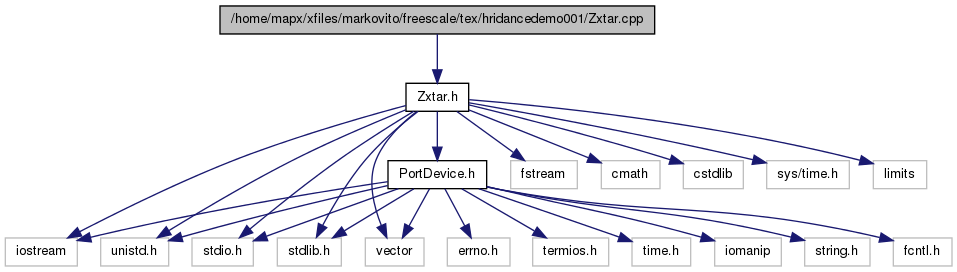 /home/mapx/xfiles/markovito/freescale/tex/hridancedemo001/Zxtar.cpp
Zxtar.h
PortDevice.h
fstream
cmath
cstdlib
sys/time.h
limits
iostream
unistd.h
stdio.h
stdlib.h
vector
errno.h
termios.h
time.h
iomanip
string.h
fcntl.h